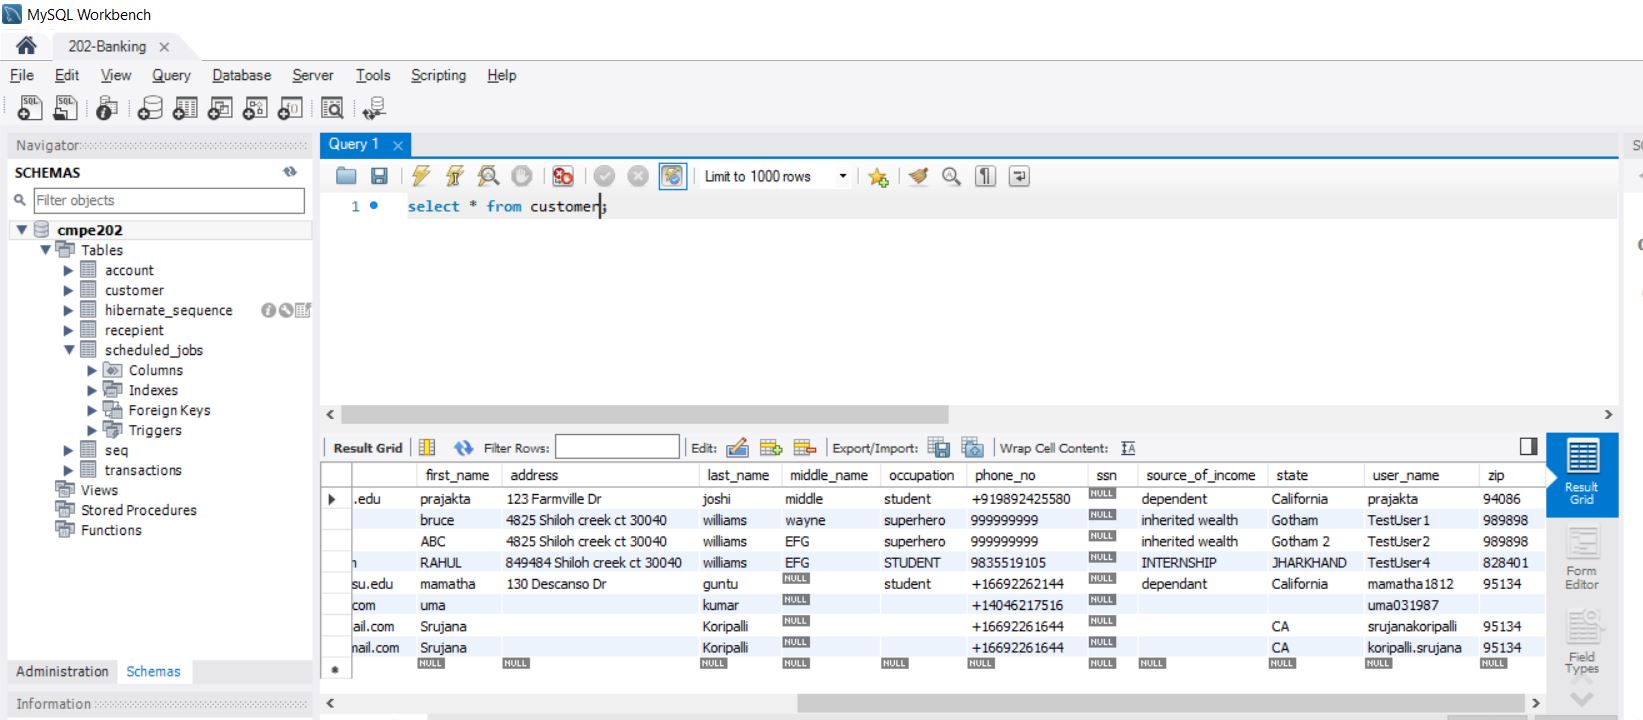 MySQL Workbench
202-Banking
File Edit View Query Database Server Tools Scripting Help
Navigator
SCHEMAS
Filter objects
cmpe202
Tables
account
customer
hibernate_sequence
recepient
scheduled_jobs
Columns
Indexes
Foreign Keys
Triggers
seq
transactions
Views
Stored Procedures
Functions
Administration Schemas
Information
Query 1
Limit to 1000 rows
1 select * from customer;
Result Grid Filter Rows: Edit: Export/Import: Wrap Cell Content:
first_name address last_name middle_name occupation phone_no ssn source_of_income state user_name zip
.edu prajakta 123 Farmville Dr joshi middle student +919892425580 NULL dependent California prajakta 94086
bruce 4825 Shiloh creek ct 30040 williams wayne superhero 999999999 NULL inherited wealth Gotham TestUser1 989898
ABC 4825 Shiloh creek ct 30040 williams EFG superhero 999999999 NULL inherited wealth Gotham 2 TestUser2 989898
RAHUL 849484 Shiloh creek ct 30040 williams EFG STUDENT 9835519105 NULL INTERNSHIP JHARKHAND TestUser4 828401
su.edu mamatha 130 Descanso Dr guntu NULL student +16692262144 NULL dependant California mamatha1812 95134
com uma kumar NULL +14046217516 NULL uma031987
ail.com Srujana Koripalli NULL +16692261644 NULL CA srujanakoripalli 95134
nail.com Srujana Koripalli NULL +16692261644 NULL CA koripalli.srujana 95134
NULL NULL NULL NULL NULL NULL NULL NULL NULL NULL NULL
Result
Grid
Form
Editor
Field
Types